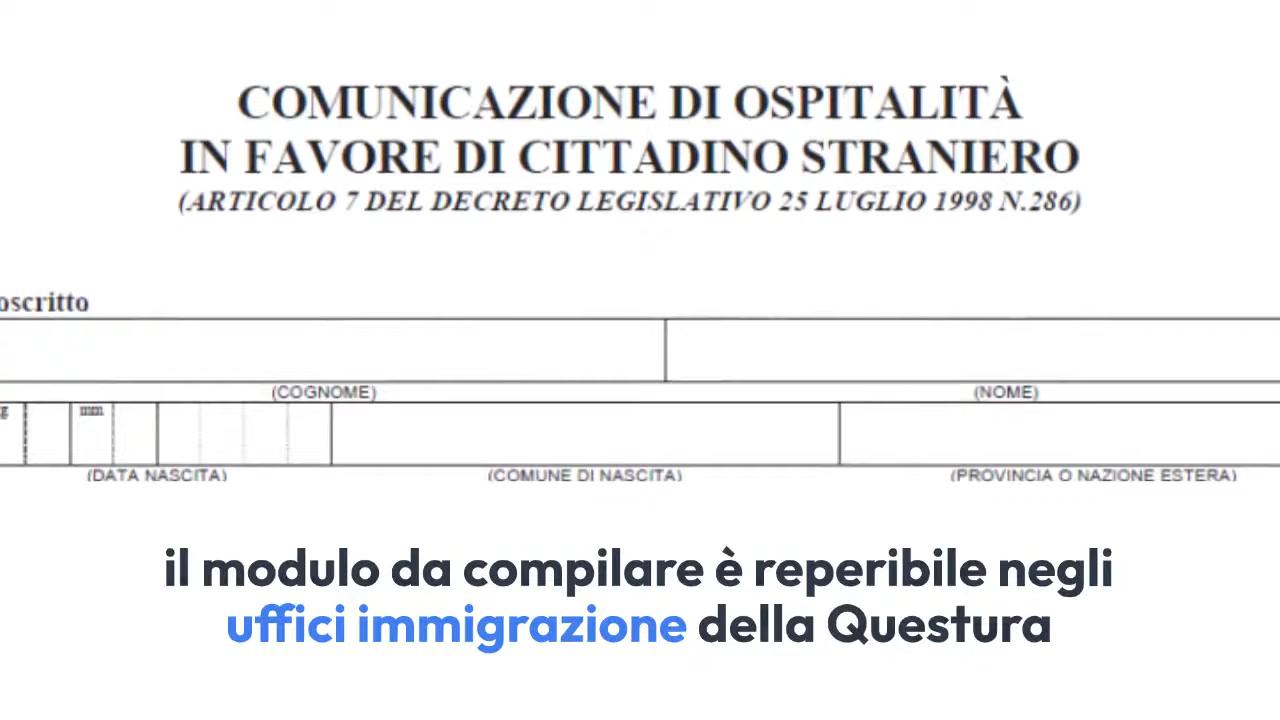 COMUNICAZIONE DI OSPITALITÀ
IN FAVORE DI CITTADINO STRANIERO
(ARTICOLO 7 DEL DECRETO LEGISLATIVO 25 LUGLIO 1998 N.286)
oscritto
(COGNOME) (NOME)
g mm
(DATA NASCITA) (COMUNE DI NASCITA) (PROVINCIA O NAZIONE ESTERA)
il modulo da compilare è reperibile negli
uffici immigrazione della Questura